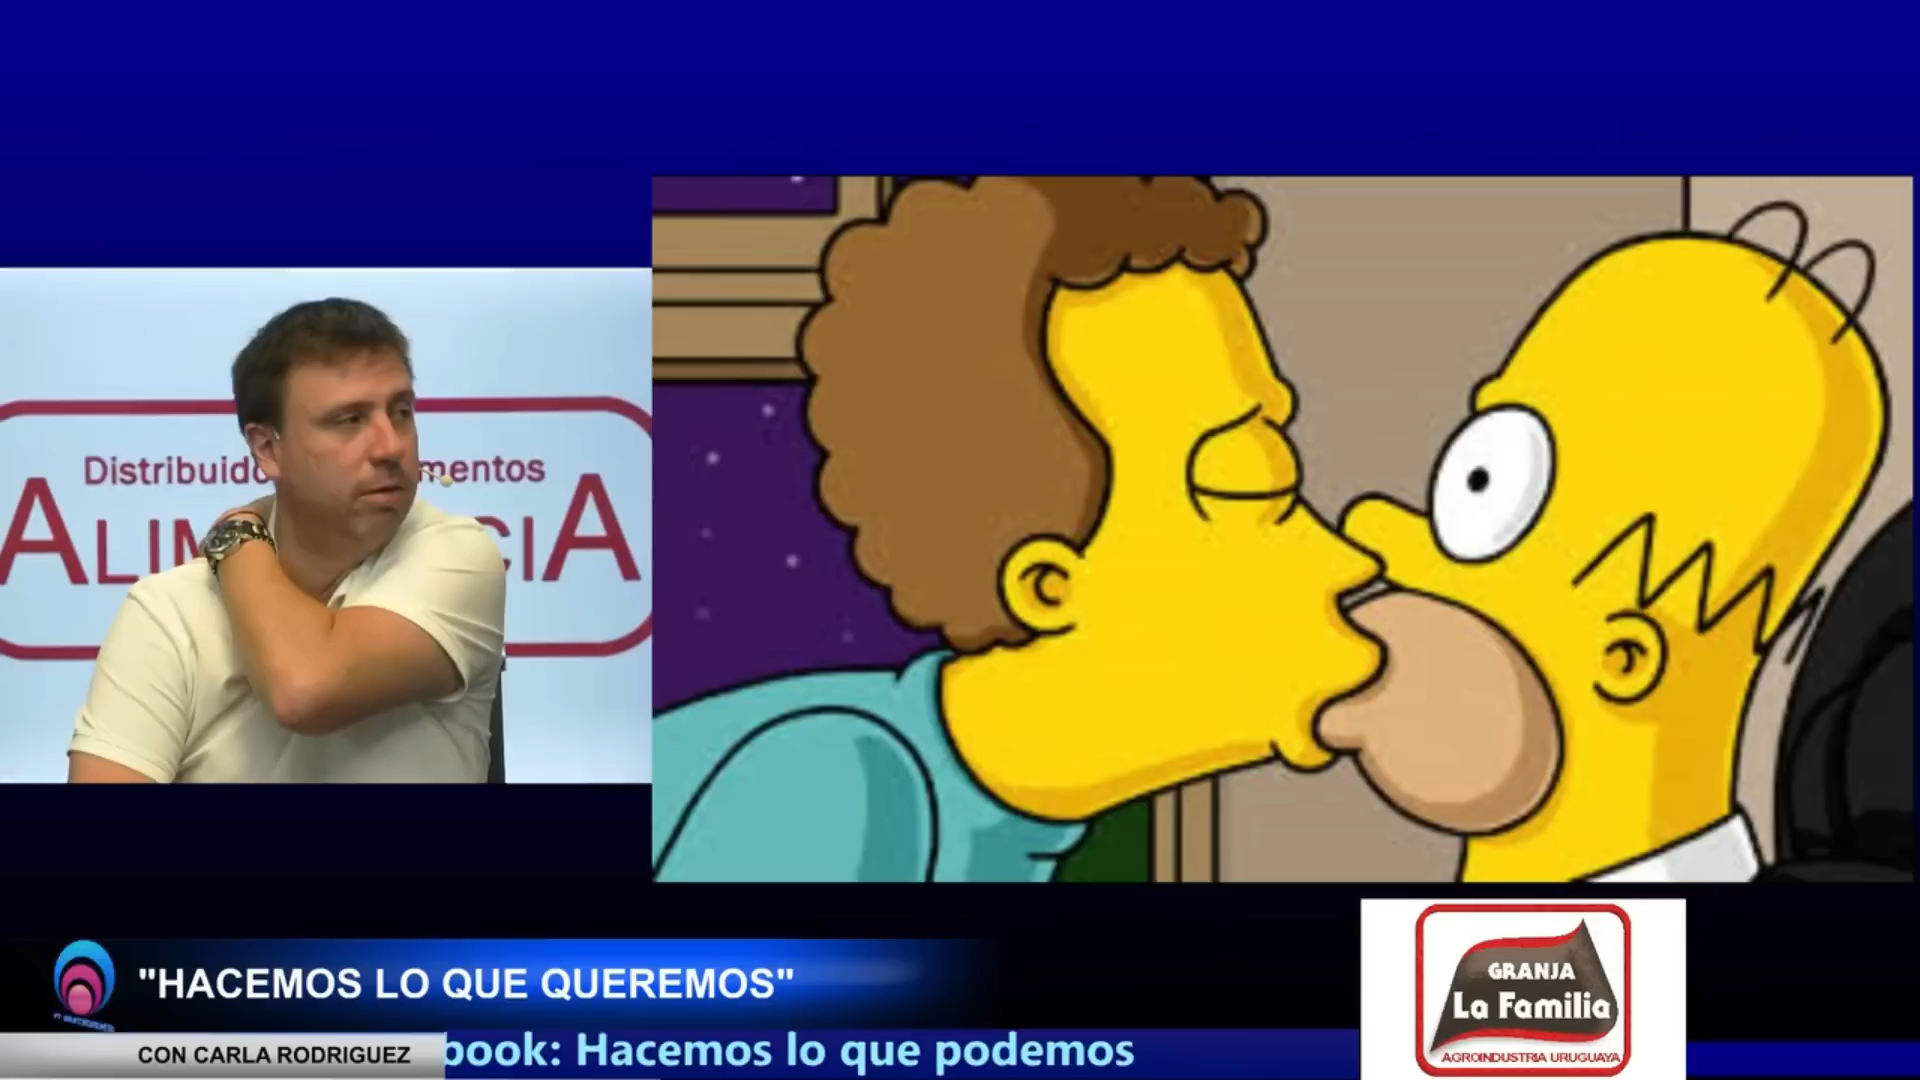 Distribuido mentos
ALIM CIA
"HACEMOS LO QUE QUEREMOS"
CON CARLA RODRIGUEZ
book: Hacemos lo que podemos
GRANJA
La Familia
AGROINDUSTRIA URUGUAYA